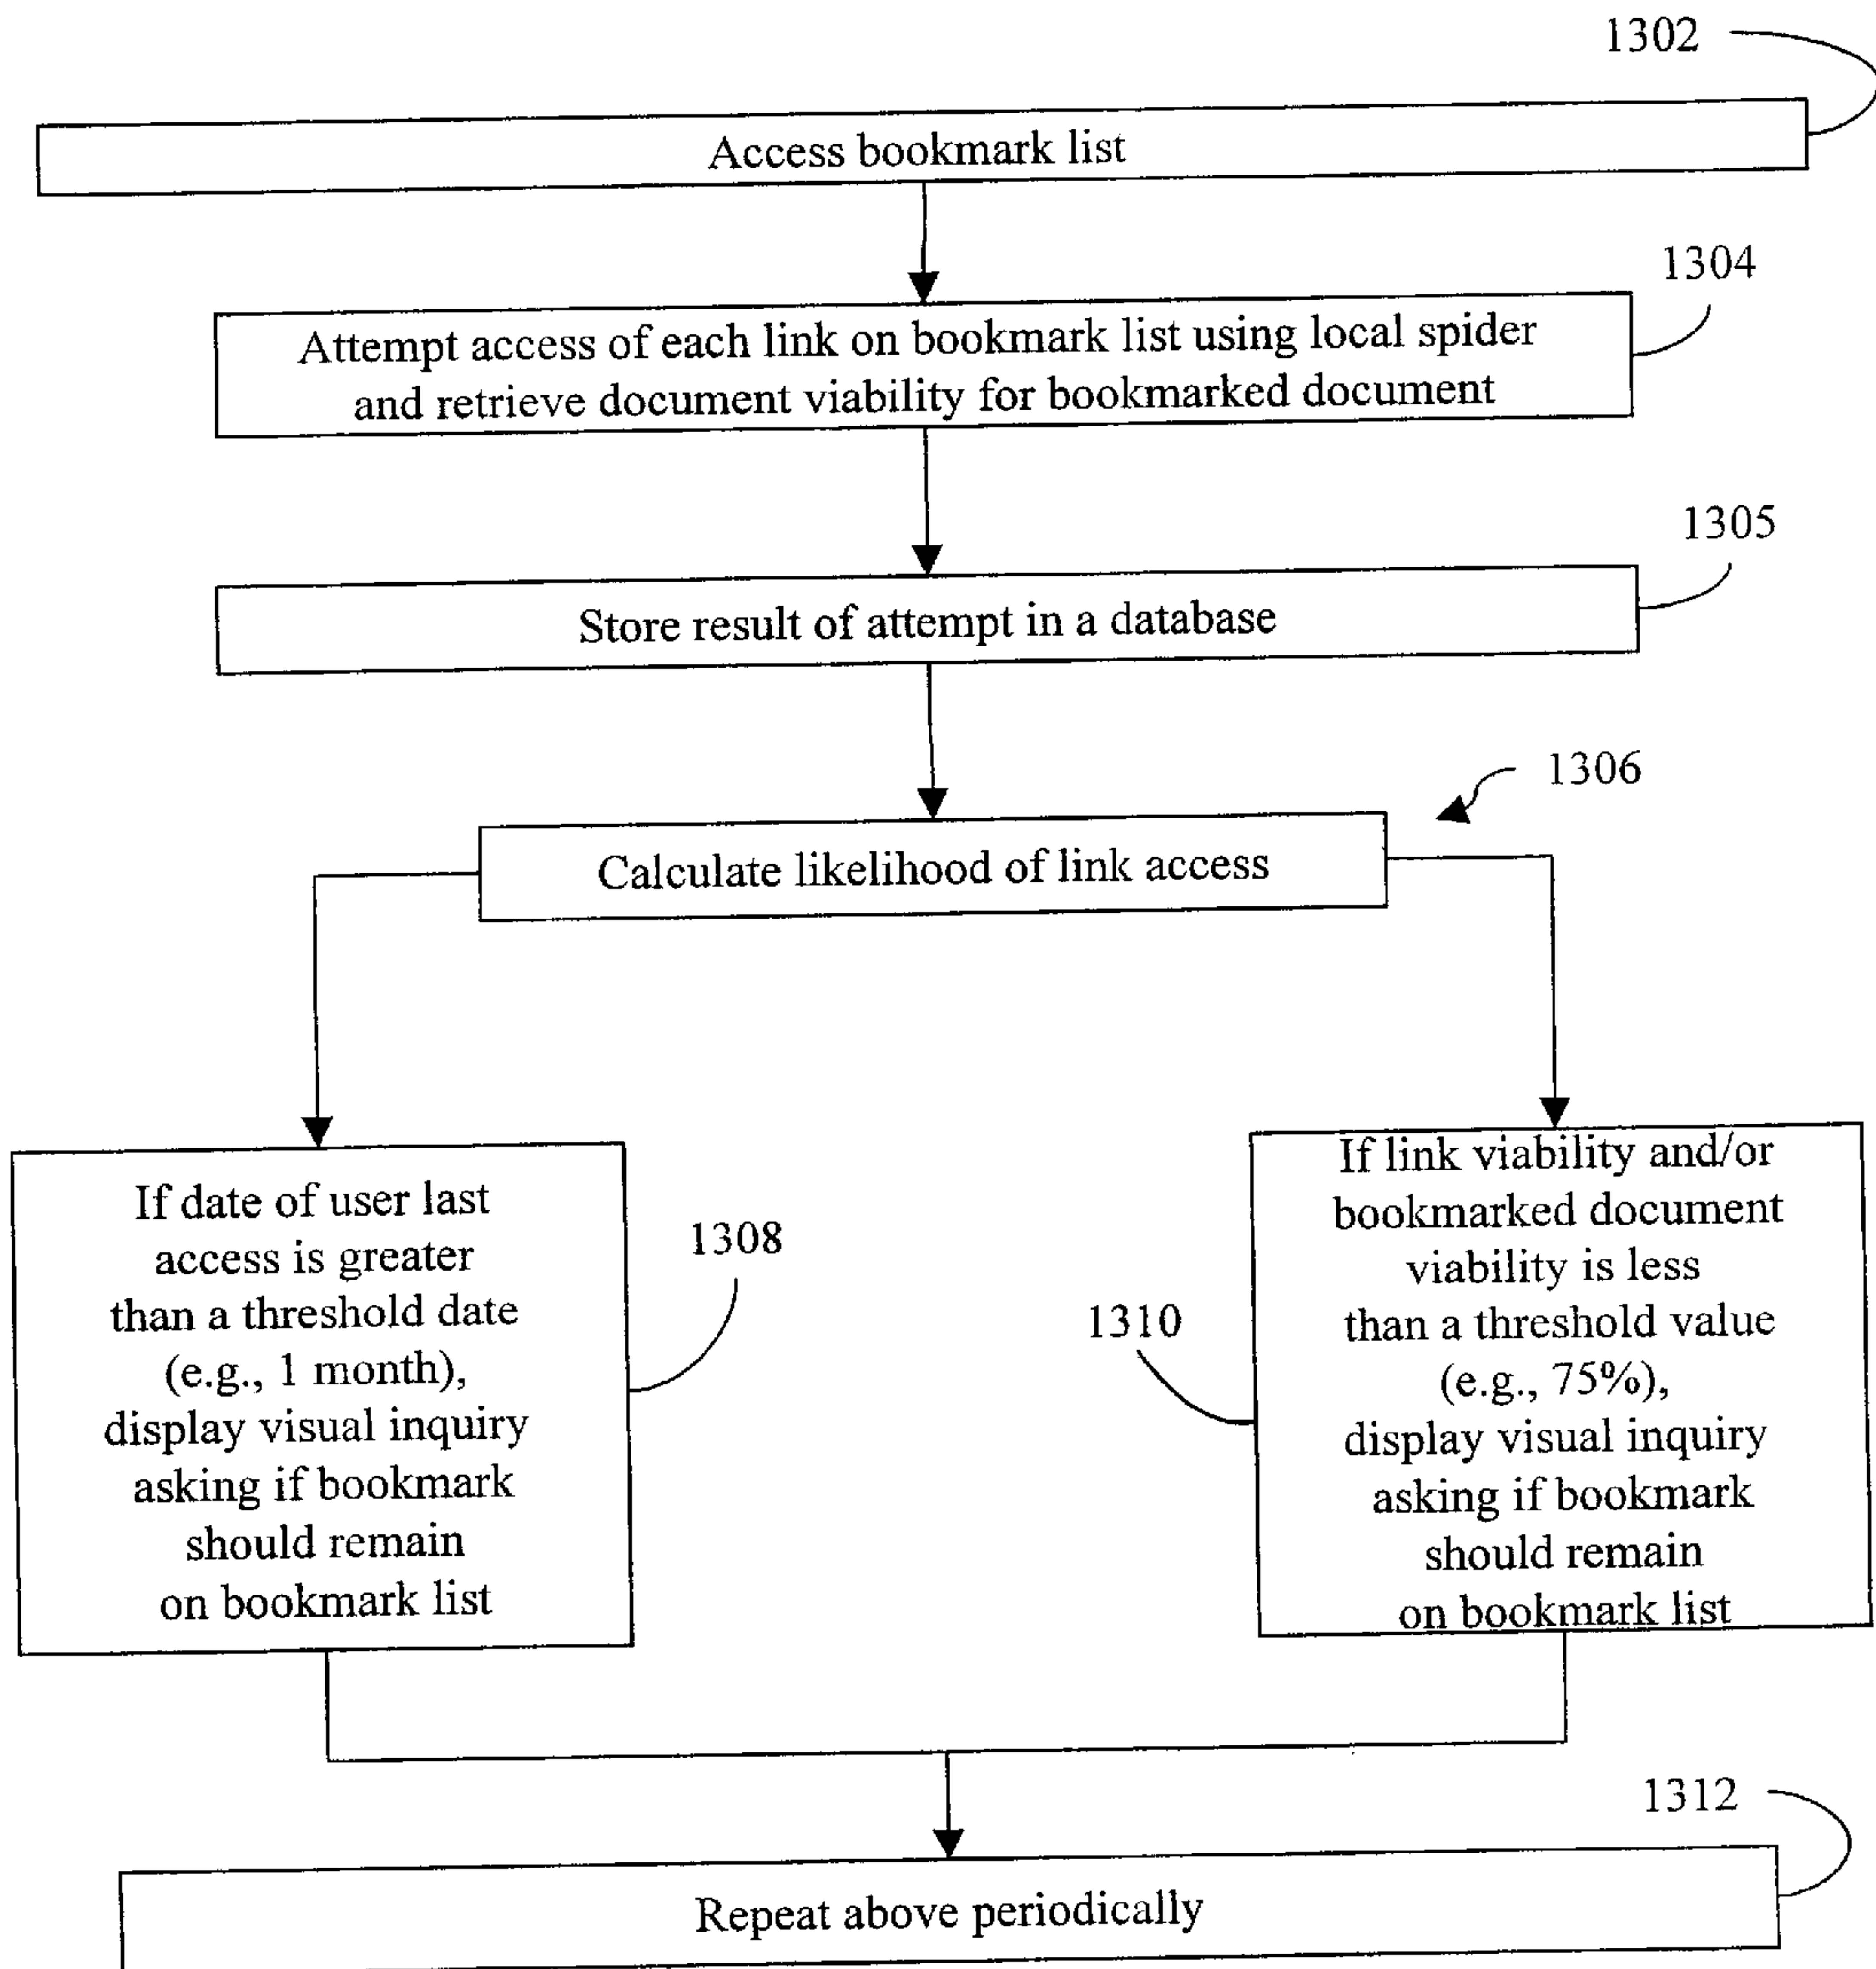 1302
Access bookmark list
1304
Attempt access of each link on bookmark list using local spider
and retrieve document viability for bookmarked document
1305
Store result of attempt in a database
1306
Calculate likelihood of link access
If date of user last
access is greater
than a threshold date
(e.g., 1 month),
display visual inquiry
asking if bookmark
should remain
on bookmark list
1308
1310
If link viability and/or
bookmarked document
viability is less
than a threshold value
(e.g., 75%),
display visual inquiry
asking if bookmark
should remain
on bookmark list
1312
Repeat above periodically